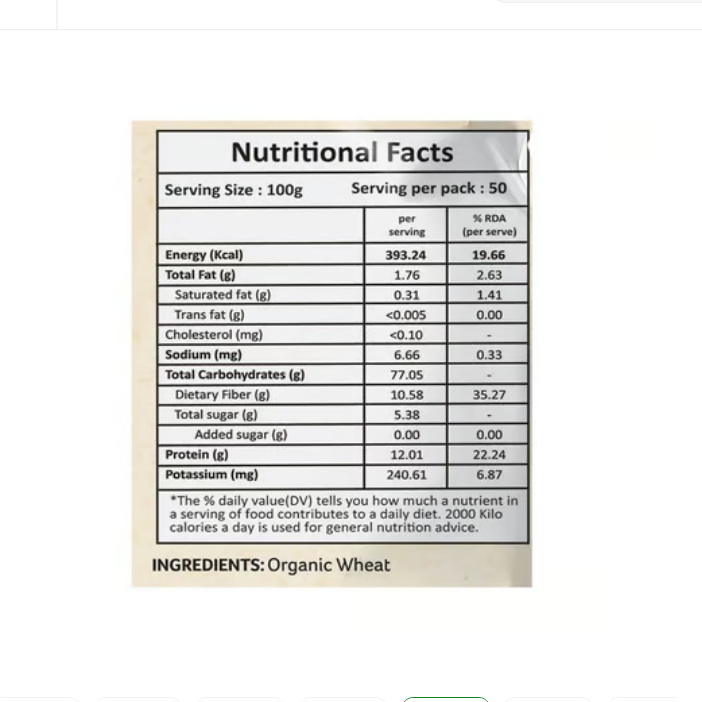 Nutritional Facts
Serving Size : 100g Serving per pack : 50
per serving % RDA (per serve)
Energy (Kcal) 393.24 19.66
Total Fat (g) 1.76 2.63
Saturated fat (g) 0.31 1.41
Trans fat (g) <0.005 0.00
Cholesterol (mg) <0.10 -
Sodium (mg) 6.66 0.33
Total Carbohydrates (g) 77.05 -
Dietary Fiber (g) 10.58 35.27
Total sugar (g) 5.38 -
Added sugar (g) 0.00 0.00
Protein (g) 12.01 22.24
Potassium (mg) 240.61 6.87
*The % daily value(DV) tells you how much a nutrient in
a serving of food contributes to a daily diet. 2000 Kilo
calories a day is used for general nutrition advice.
INGREDIENTS: Organic Wheat